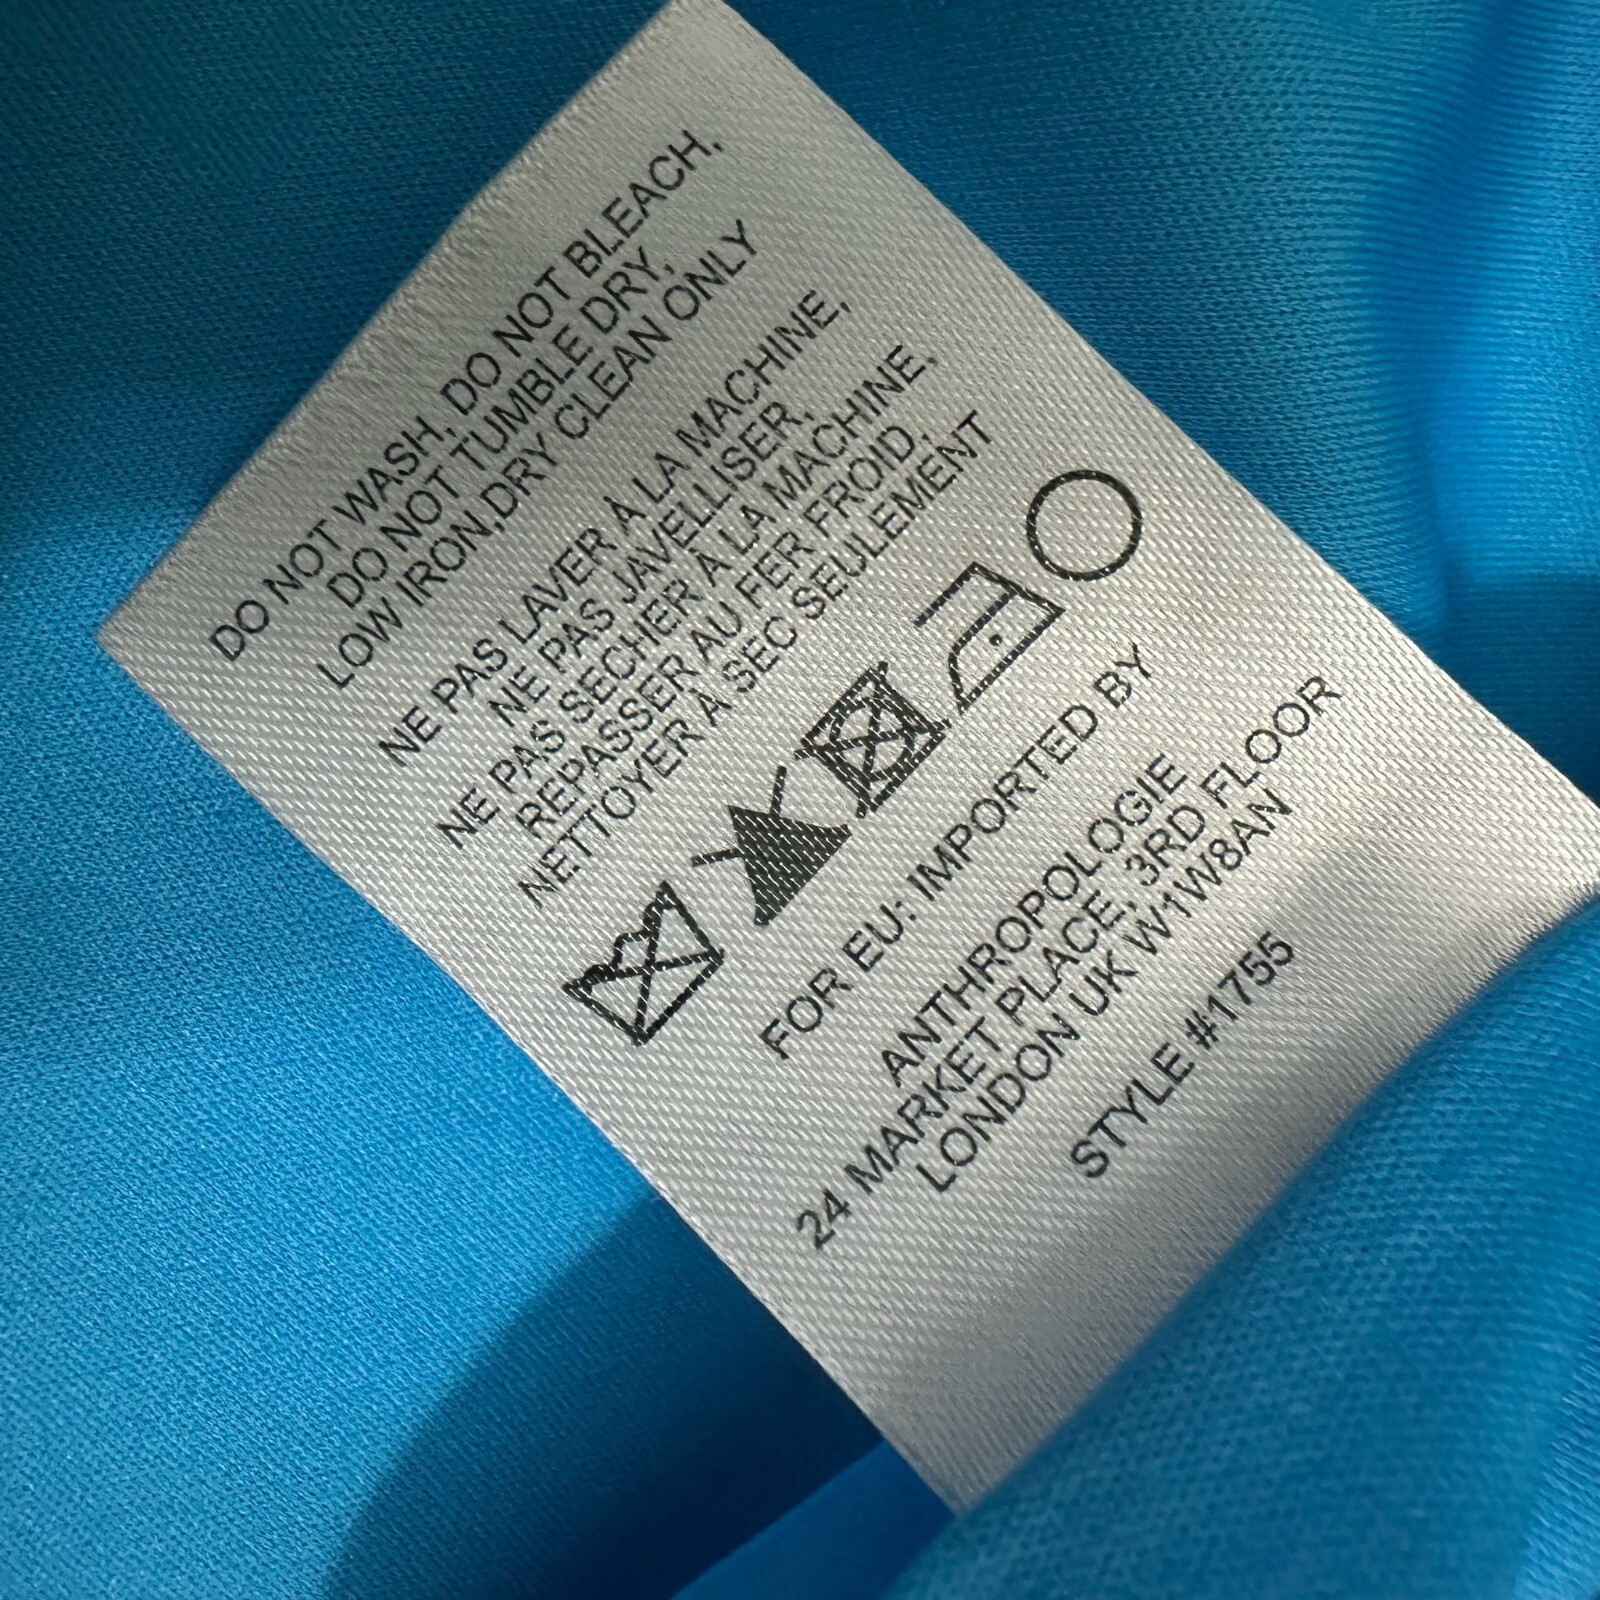 DO NOT WASH, DO NOT BLEACH,
DO NOT TUMBLE DRY,
LOW IRON,DRY CLEAN ONLY
NE PAS LAVER À LA MACHINE,
NE PAS JAVELLISER,
NE PAS SECHER À LA MACHINE.
REPASSER AU FER FROID,
NETTOYER À SEC SEULEMENT
FOR EU: IMPORTED BY
ANTHROPOLOGIE
24 MARKET PLACE, 3RD FLOOR
LONDON UK W1W8AN
STYLE #1755